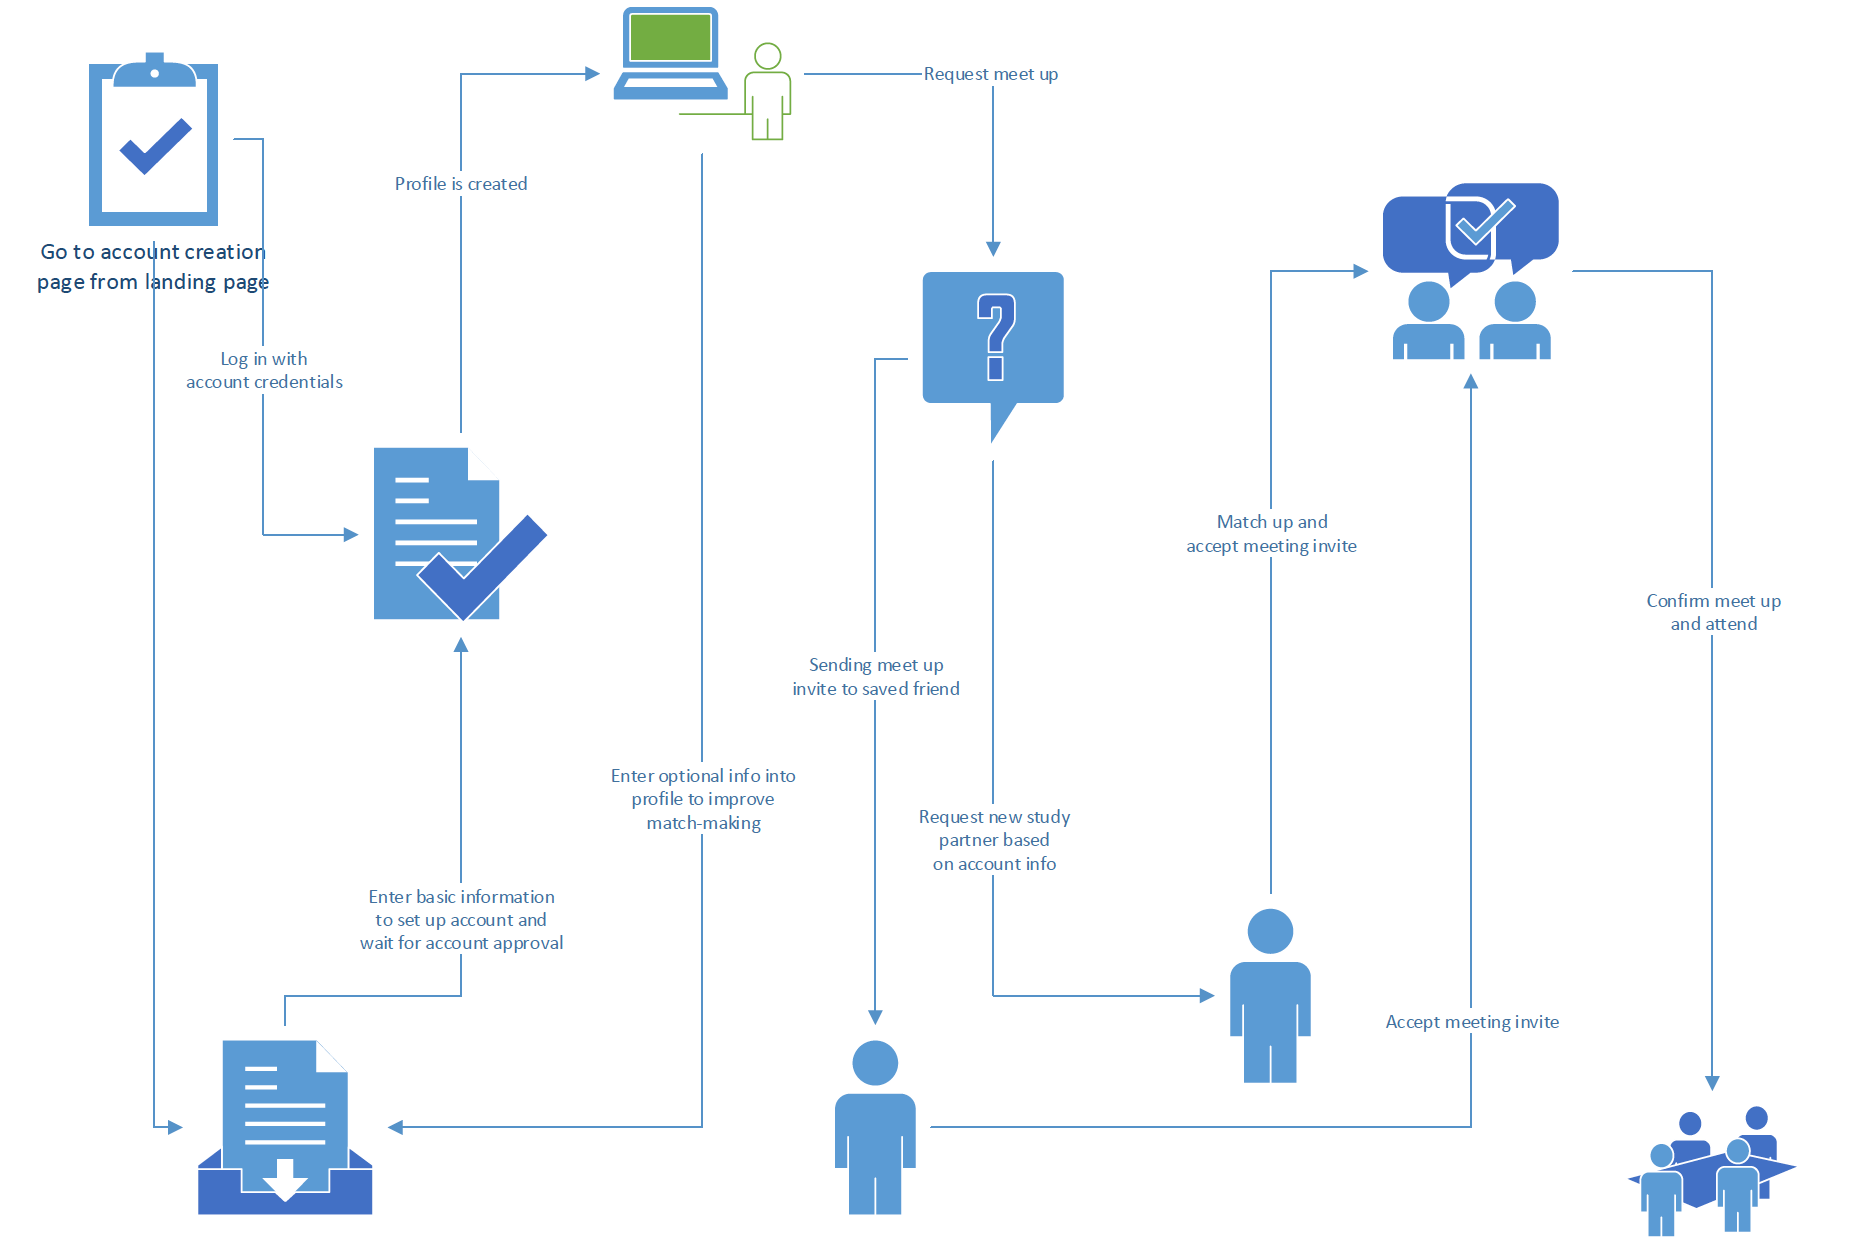 Request meet up
Profile is created
Go to account creation
page from landing page
Log in with
account credentials
Match up and
accept meeting invite
Confirm meet up
and attend
Sending meet up
invite to saved friend
Enter optional info into
profile to improve
match-making
Request new study
partner based
on account info
Enter basic information
to set up account and
wait for account approval
Accept meeting invite